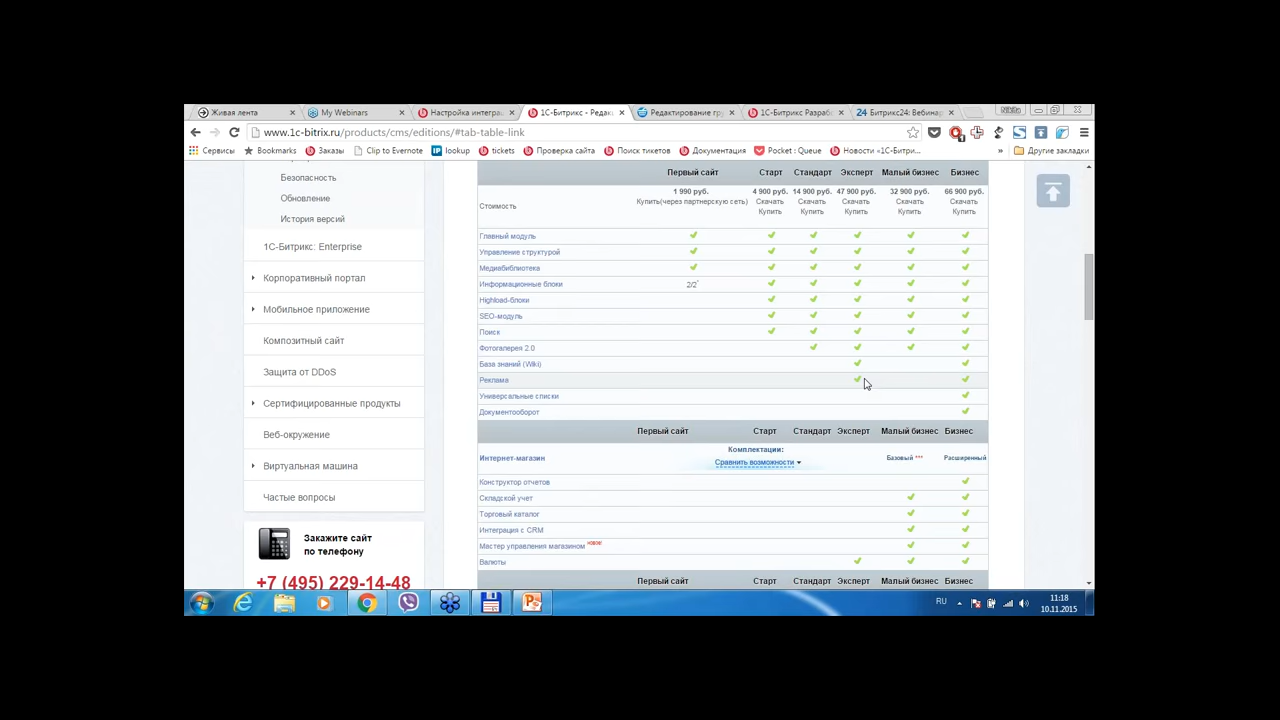 Живая лента
My Webinars
Настройка интегра
1С-Битрикс - Редак
Редактирование гр
1С-Битрикс Разраб
24 Битрикс24: Вебина
Nikita
www.1c-bitrix.ru/products/cms/editions/#tab-table-link
Сервисы Bookmarks Заказы Clip to Evernote IP lookup tickets Проверка сайта Поиск тикетов Документация Pocket : Queue Новости «1С-Битри... » Другие закладки
Безопасность
Обновление
История версий
1С-Битрикс: Enterprise
Корпоративный портал
Мобильное приложение
Композитный сайт
Защита от DDoS
Сертифицированные продукты
Веб-окружение
Виртуальная машина
Частые вопросы
Закажите сайт
по телефону
+7 (495) 229-14-48
Первый сайт Старт Стандарт Эксперт Малый бизнес Бизнес
Стоимость
1 990 руб. 4 900 руб. 14 900 руб. 47 900 руб. 32 900 руб. 66 900 руб.
Купить(через партнерскую сеть) Скачать Скачать Скачать Скачать Скачать
Купить Купить Купить Купить Купить
Главный модуль
Управление структурой
Медиабиблиотека
Информационные блоки 2/2*
Highload-блоки
SEO-модуль
Поиск
Фотогалерея 2.0
База знаний (Wiki)
Реклама
Универсальные списки
Документооборот
Первый сайт Старт Стандарт Эксперт Малый бизнес Бизнес
Интернет-магазин
Комплектации:
Сравнить возможности
Базовый *** Расширенный
Конструктор отчетов
Складской учет
Торговый каталог
Интеграция с CRM
Мастер управления магазином новое!
Валюты
Первый сайт Старт Стандарт Эксперт Малый бизнес Бизнес
RU
11:18
10.11.2015